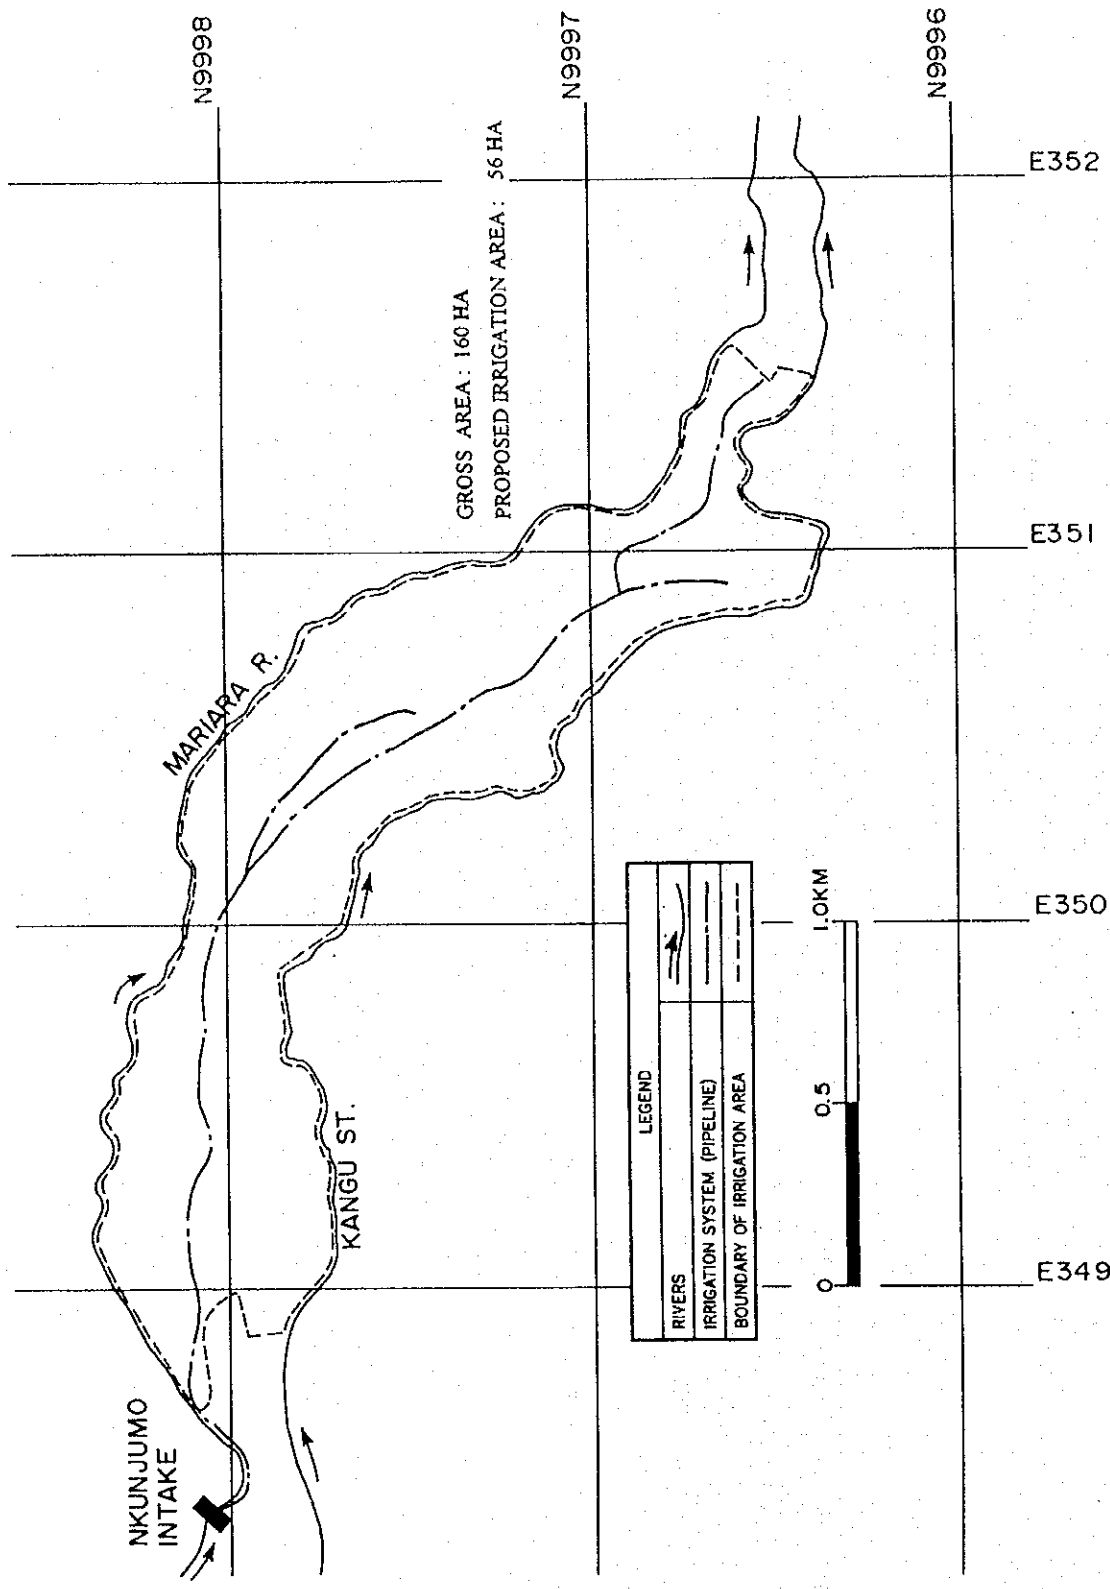 N9998
N9997
N9996
E352
E351
E350
E349
GROSS AREA : 160 HA
PROPOSED IRRIGATION AREA : 56 HA
MARIARA R.
KANGU ST.
NKUNJUMO
INTAKE
LEGEND
RIVERS
IRRIGATION SYSTEM (PIPELINE)
BOUNDARY OF IRRIGATION AREA
0 0.5 1.0KM